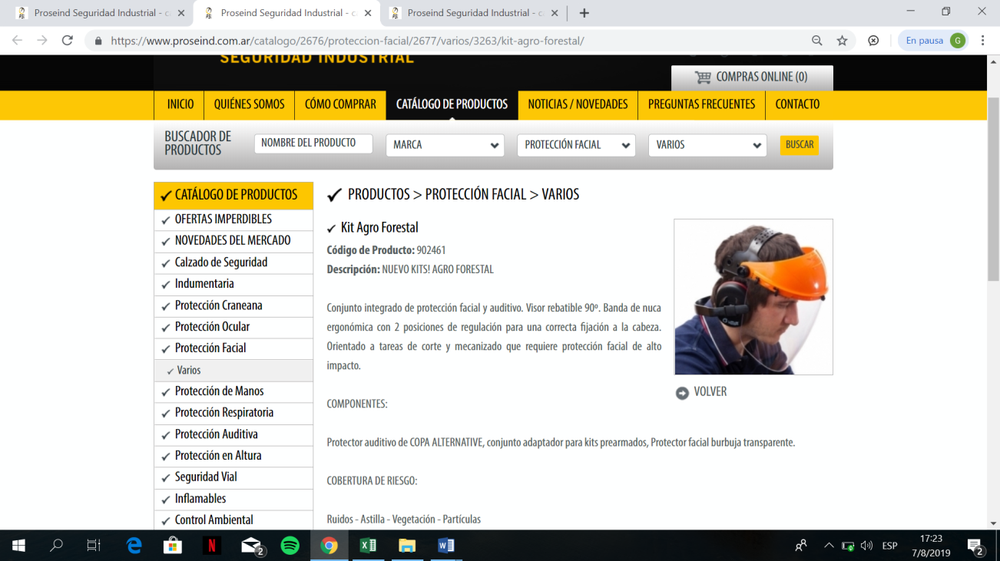 Proseind Seguridad Industrial - c
Proseind Seguridad Industrial - c
Proseind Seguridad Industrial - c
https://www.proseind.com.ar/catalogo/2676/proteccion-facial/2677/varios/3263/kit-agro-forestal/
En pausa
G
SEGURIDAD INDUSTRIAL
COMPRAS ONLINE (0)
INICIO
QUIÉNES SOMOS
CÓMO COMPRAR
CATÁLOGO DE PRODUCTOS
NOTICIAS / NOVEDADES
PREGUNTAS FRECUENTES
CONTACTO
BUSCADOR DE
PRODUCTOS
NOMBRE DEL PRODUCTO
MARCA
PROTECCIÓN FACIAL
VARIOS
BUSCAR
CATÁLOGO DE PRODUCTOS
OFERTAS IMPERDIBLES
NOVEDADES DEL MERCADO
Calzado de Seguridad
Indumentaria
Protección Craneana
Protección Ocular
Protección Facial
Varios
Protección de Manos
Protección Respiratoria
Protección Auditiva
Protección en Altura
Seguridad Vial
Inflamables
Control Ambiental
PRODUCTOS > PROTECCIÓN FACIAL > VARIOS
Kit Agro Forestal
Código de Producto: 902461
Descripción: NUEVO KITS! AGRO FORESTAL
Conjunto integrado de protección facial y auditivo. Visor rebatible 90º. Banda de nuca
ergonómica con 2 posiciones de regulación para una correcta fijación a la cabeza.
Orientado a tareas de corte y mecanizado que requiere protección facial de alto
impacto.
VOLVER
COMPONENTES:
Protector auditivo de COPA ALTERNATIVE, conjunto adaptador para kits prearmados, Protector facial burbuja transparente.
COBERTURA DE RIESGO:
Ruidos - Astilla - Vegetación - Partículas
2
ESP
17:23
7/8/2019
2